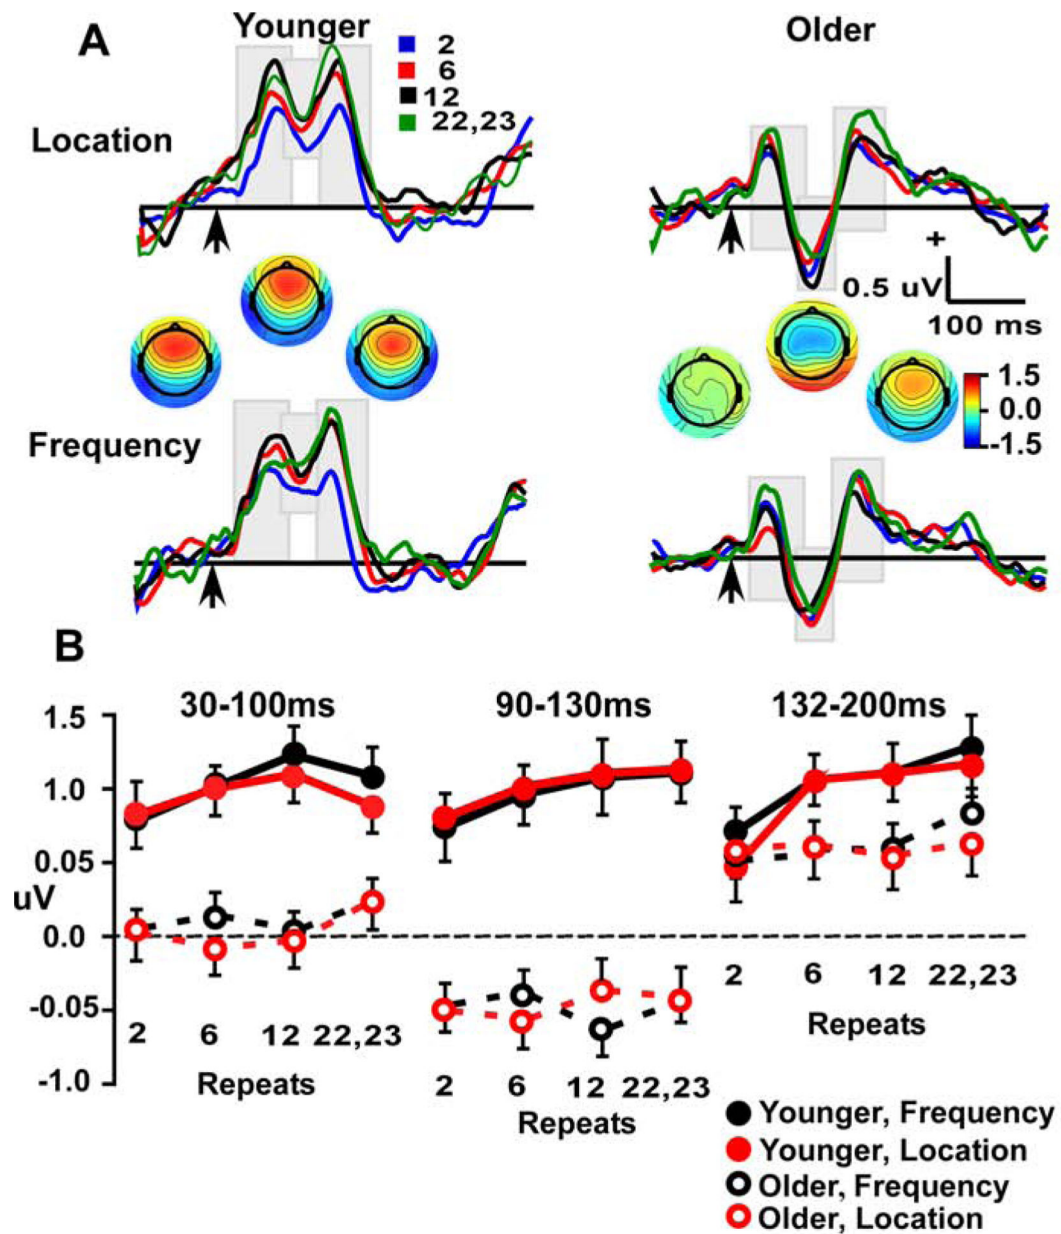 A
Younger
Older
2
6
12
22,23
Location
+
0.5 uV
100 ms
1.5
0.0
-1.5
Frequency
B
30-100ms
90-130ms
132-200ms
1.5
1.0
0.05
uV
0.0
-0.05
-1.0
2 6 12 22,23
Repeats
2 6 12 22,23
Repeats
2 6 12 22,23
Repeats
Younger, Frequency
Younger, Location
Older, Frequency
Older, Location